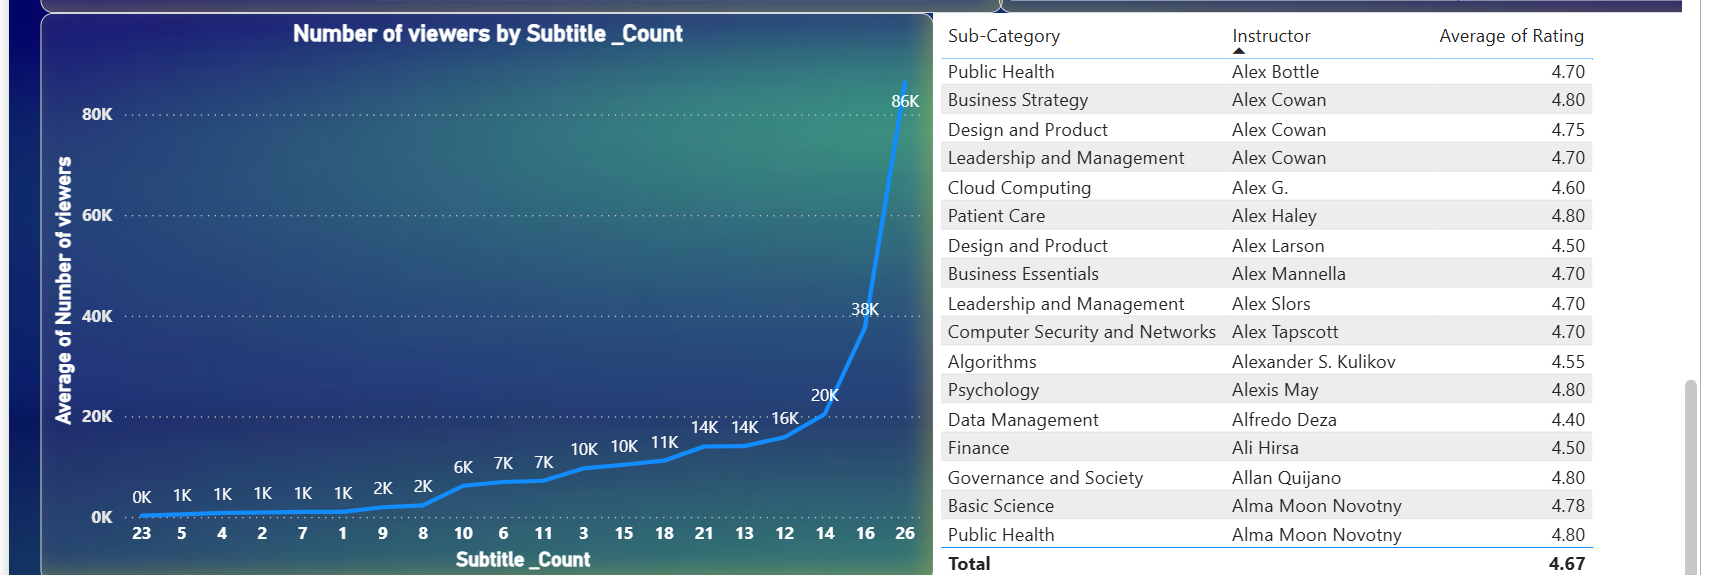 Number of viewers by Subtitle _Count
Average of Number of viewers
80K
60K
40K
20K
0K
0K 1K 1K 1K 1K 1K 2K 2K 6K 7K 7K 10K 10K 11K 14K 14K 16K 20K 38K 86K
23 5 4 2 7 1 9 8 10 6 11 3 15 18 21 13 12 14 16 26
Subtitle _Count
Sub-Category Instructor Average of Rating
Public Health Alex Bottle 4.70
Business Strategy Alex Cowan 4.80
Design and Product Alex Cowan 4.75
Leadership and Management Alex Cowan 4.70
Cloud Computing Alex G. 4.60
Patient Care Alex Haley 4.80
Design and Product Alex Larson 4.50
Business Essentials Alex Mannella 4.70
Leadership and Management Alex Slors 4.70
Computer Security and Networks Alex Tapscott 4.70
Algorithms Alexander S. Kulikov 4.55
Psychology Alexis May 4.80
Data Management Alfredo Deza 4.40
Finance Ali Hirsa 4.50
Governance and Society Allan Quijano 4.80
Basic Science Alma Moon Novotny 4.78
Public Health Alma Moon Novotny 4.80
Total 4.67